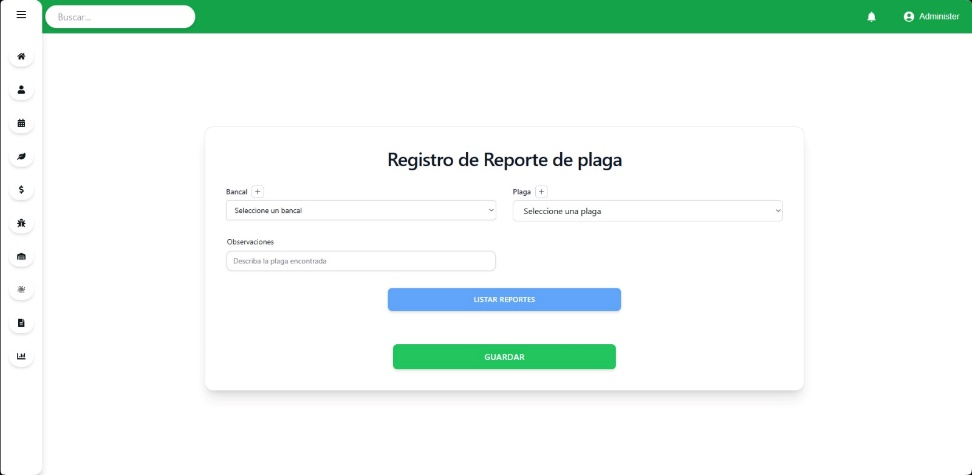 Buscar...
Administer
Registro de Reporte de plaga
Bancal +
Plaga +
Seleccione un bancal
Seleccione una plaga
Observaciones
Describa la plaga encontrada
LISTAR REPORTES
GUARDAR